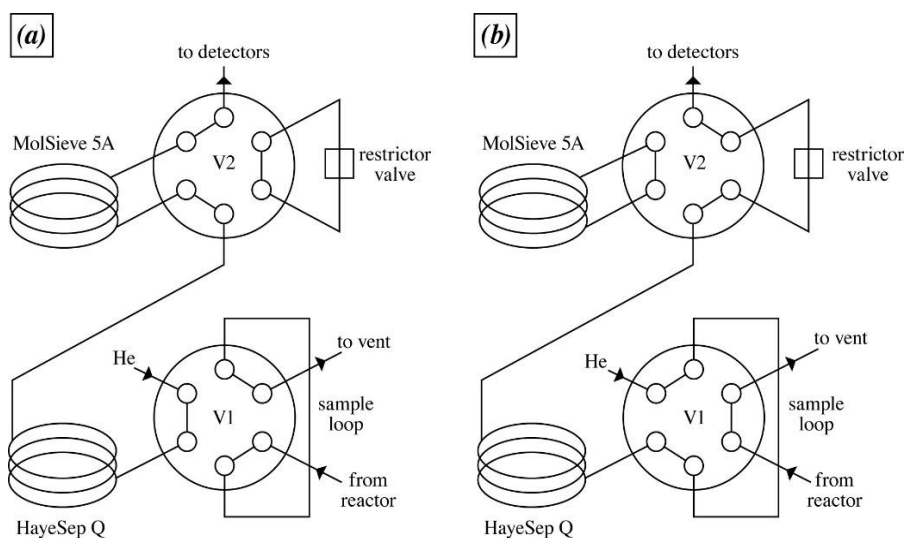 (a)
to detectors
MolSieve 5A
V2
restrictor
valve
He
to vent
V1
sample
loop
from
reactor
HayeSep Q
(b)
to detectors
MolSieve 5A
V2
restrictor
valve
He
to vent
V1
sample
loop
from
reactor
HayeSep Q